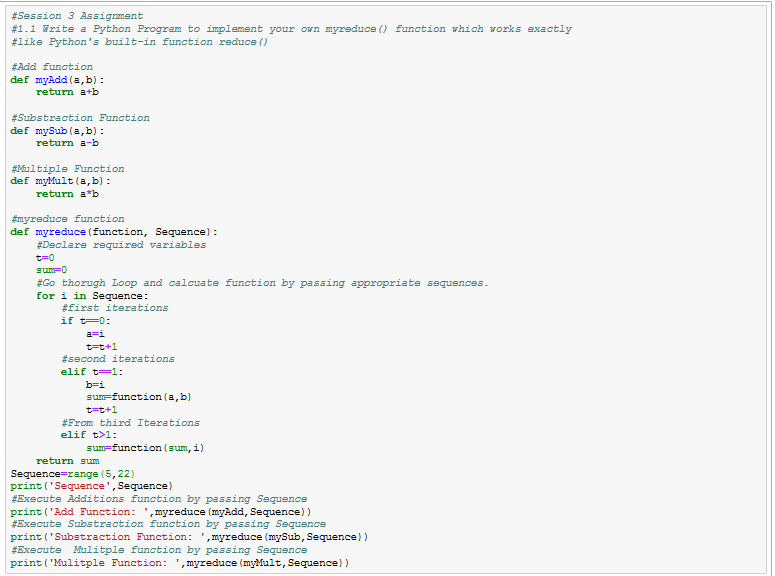 #Session 3 Assignment
#1.1 Write a Python Program to implement your own myreduce() function which works exactly
#like Python's built-in function reduce()
#Add function
def myAdd(a,b):
    return a+b
#Substraction Function
def mySub(a,b):
    return a-b
#Multiple Function
def myMult(a,b):
    return a*b
#myreduce function
def myreduce(function, Sequence):
    #Declare required variables
    t=0
    sum=0
    #Go thorugh Loop and calcuate function by passing appropriate sequences.
    for i in Sequence:
        #first iterations
        if t==0:
            a=i
            t=t+1
        #second iterations
        elif t==1:
            b=i
            sum=function(a,b)
            t=t+1
        #From third Iterations
        elif t>1:
            sum=function(sum,i)
    return sum
Sequence=range(5,22)
print('Sequence',Sequence)
#Execute Additions function by passing Sequence
print('Add Function: ',myreduce(myAdd,Sequence))
#Execute Substraction function by passing Sequence
print('Substraction Function: ',myreduce(mySub,Sequence))
#Execute  Mulitple function by passing Sequence
print('Mulitple Function: ',myreduce(myMult,Sequence))